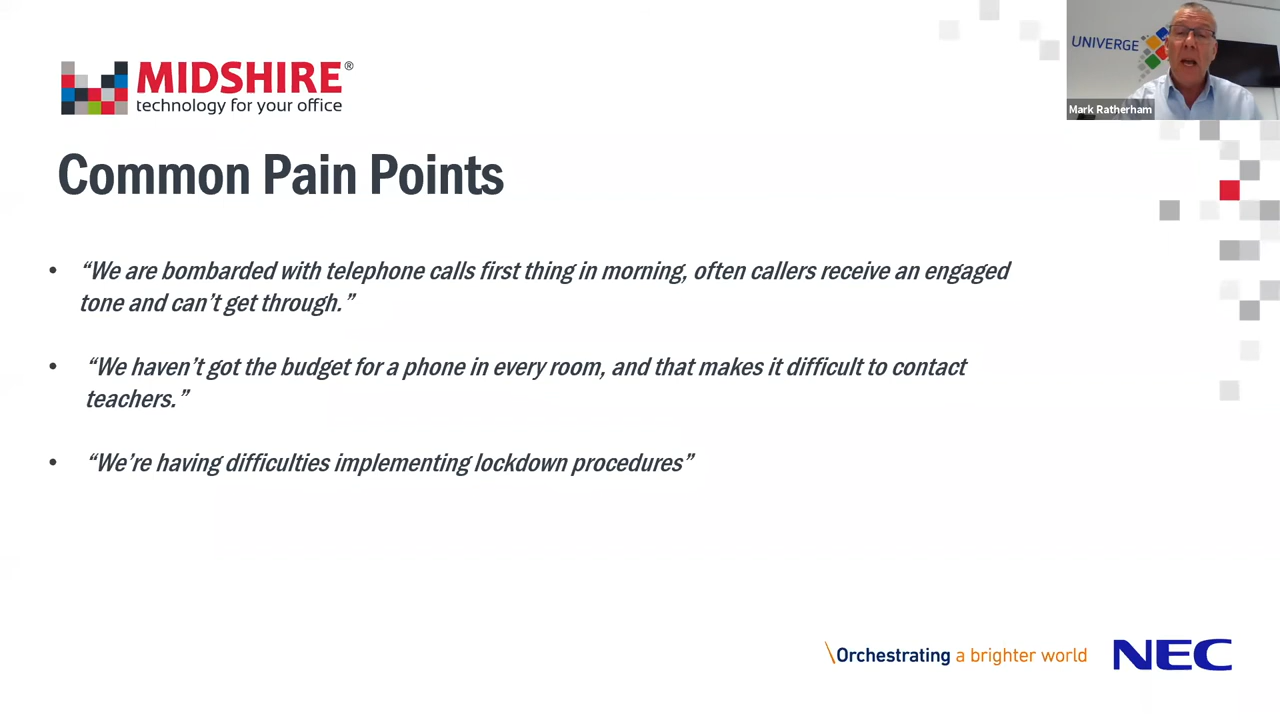 MIDSHIRE®
technology for your office
UNIVERGE
Mark Ratherham
Common Pain Points
• “We are bombarded with telephone calls first thing in morning, often callers receive an engaged
tone and can’t get through.”
• “We haven’t got the budget for a phone in every room, and that makes it difficult to contact
teachers.”
• “We’re having difficulties implementing lockdown procedures”
\Orchestrating a brighter world
NEC